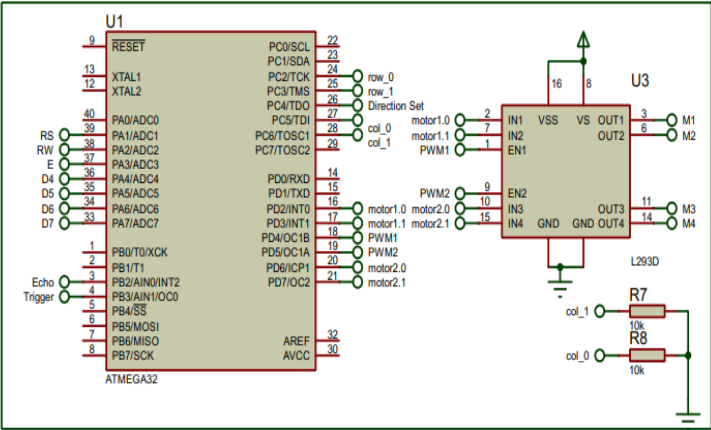 U1
9 RESET PC0/SCL 22
PC1/SDA 23
13 XTAL1 PC2/TCK 24 row_0
12 XTAL2 PC3/TMS 25 row_1
PC4/TDO 26 Direction Set
40 PA0/ADC0 PC5/TDI 27 col_0
RS 39 PA1/ADC1 PC6/TOSC1 28 col_1
RW 38 PA2/ADC2 PC7/TOSC2 29
E 37 PA3/ADC3
D4 36 PA4/ADC4 PD0/RXD 14
D5 35 PA5/ADC5 PD1/TXD 15
D6 34 PA6/ADC6 PD2/INT0 16 motor1.0
D7 33 PA7/ADC7 PD3/INT1 17 motor1.1
PD4/OC1B 18 PWM1
1 PB0/T0/XCK PD5/OC1A 19 PWM2
2 PB1/T1 PD6/ICP1 20 motor2.0
Echo 3 PB2/AIN0/INT2 PD7/OC2 21 motor2.1
Trigger 4 PB3/AIN1/OC0
5 PB4/SS
6 PB5/MOSI
7 PB6/MISO AREF 32
8 PB7/SCK AVCC 30
ATMEGA32
U3
16 8
VSS VS
motor1.0 2 IN1 OUT1 3 M1
motor1.1 7 IN2 OUT2 6 M2
PWM1 1 EN1
PWM2 9 EN2
motor2.0 10 IN3 OUT3 11 M3
motor2.1 15 IN4 GND GND OUT4 14 M4
L293D
R7
col_1
10k
R8
col_0
10k